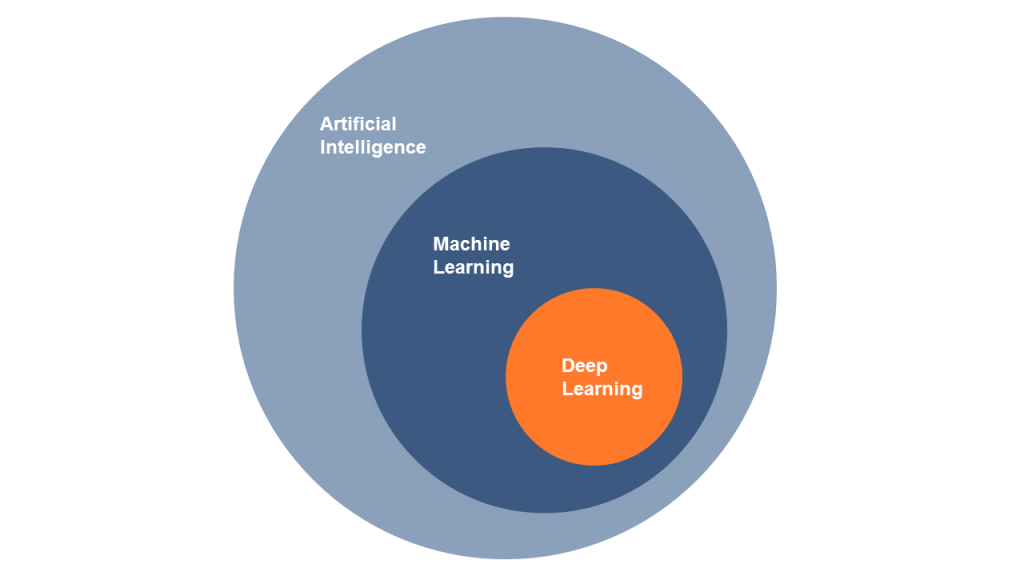 Artificial
Intelligence
Machine
Learning
Deep
Learning